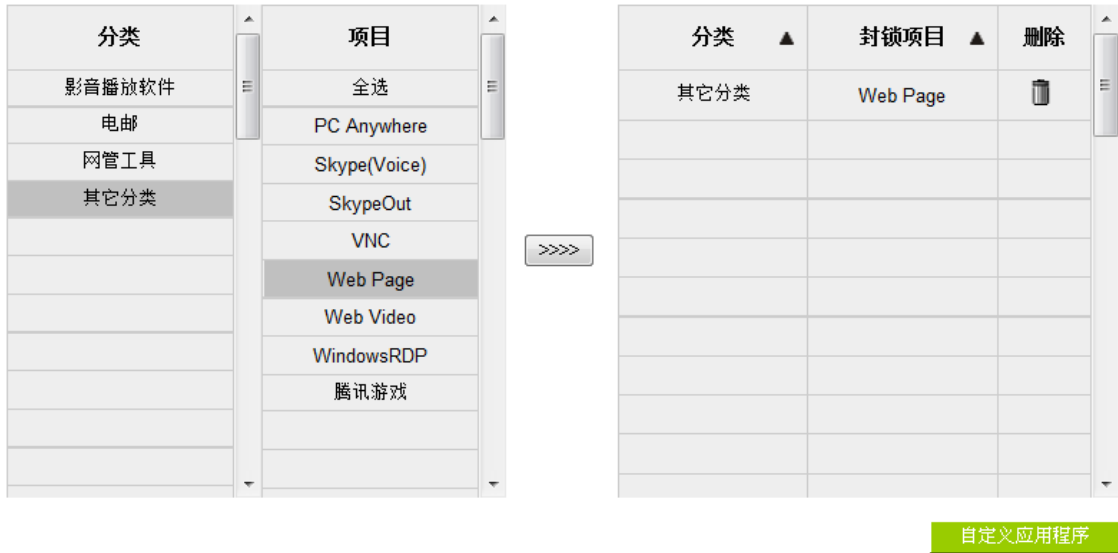 分类
影音播放软件
电邮
网管工具
其它分类
项目
全选
PC Anywhere
Skype(Voice)
SkypeOut
VNC
Web Page
Web Video
WindowsRDP
腾讯游戏
>>>>
分类 ▲ 封锁项目 ▲ 删除
其它分类 Web Page
自定义应用程序